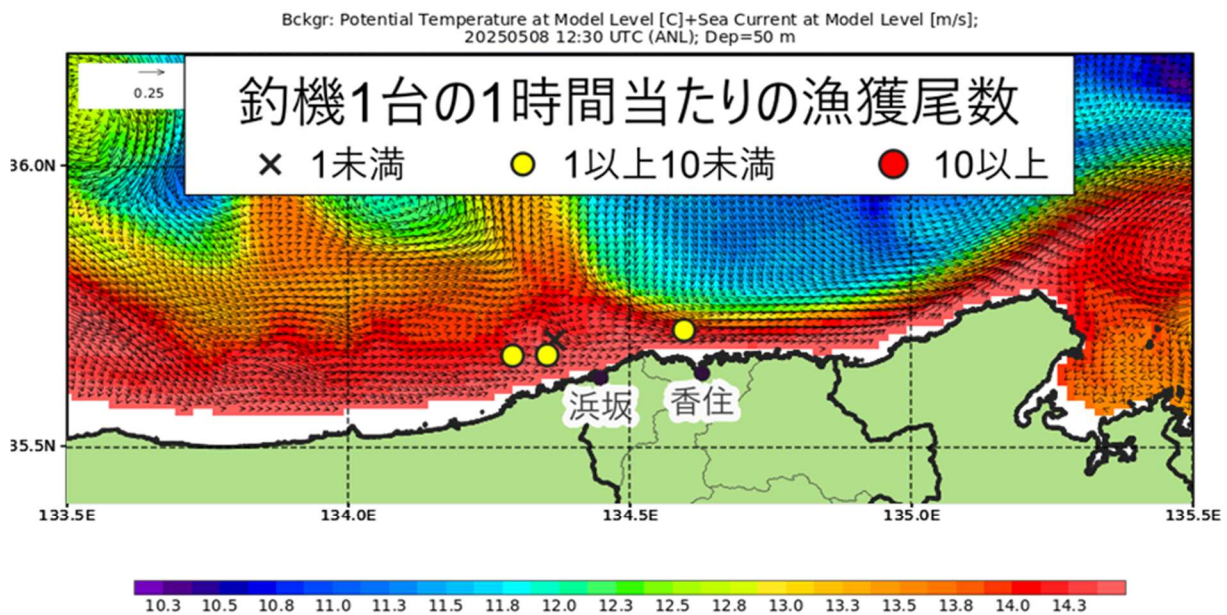 Bckgr: Potential Temperature at Model Level [C]+Sea Current at Model Level [m/s];
20250508 12:30 UTC (ANL); Dep=50 m
0.25
釣機1台の1時間当たりの漁獲尾数
× 1未満 1以上10未満 10以上
36.0N
浜坂 香住
35.5N
133.5E 134.0E 134.5E 135.0E 135.5E
10.3 10.5 10.8 11.0 11.3 11.5 11.8 12.0 12.3 12.5 12.8 13.0 13.3 13.5 13.8 14.0 14.3